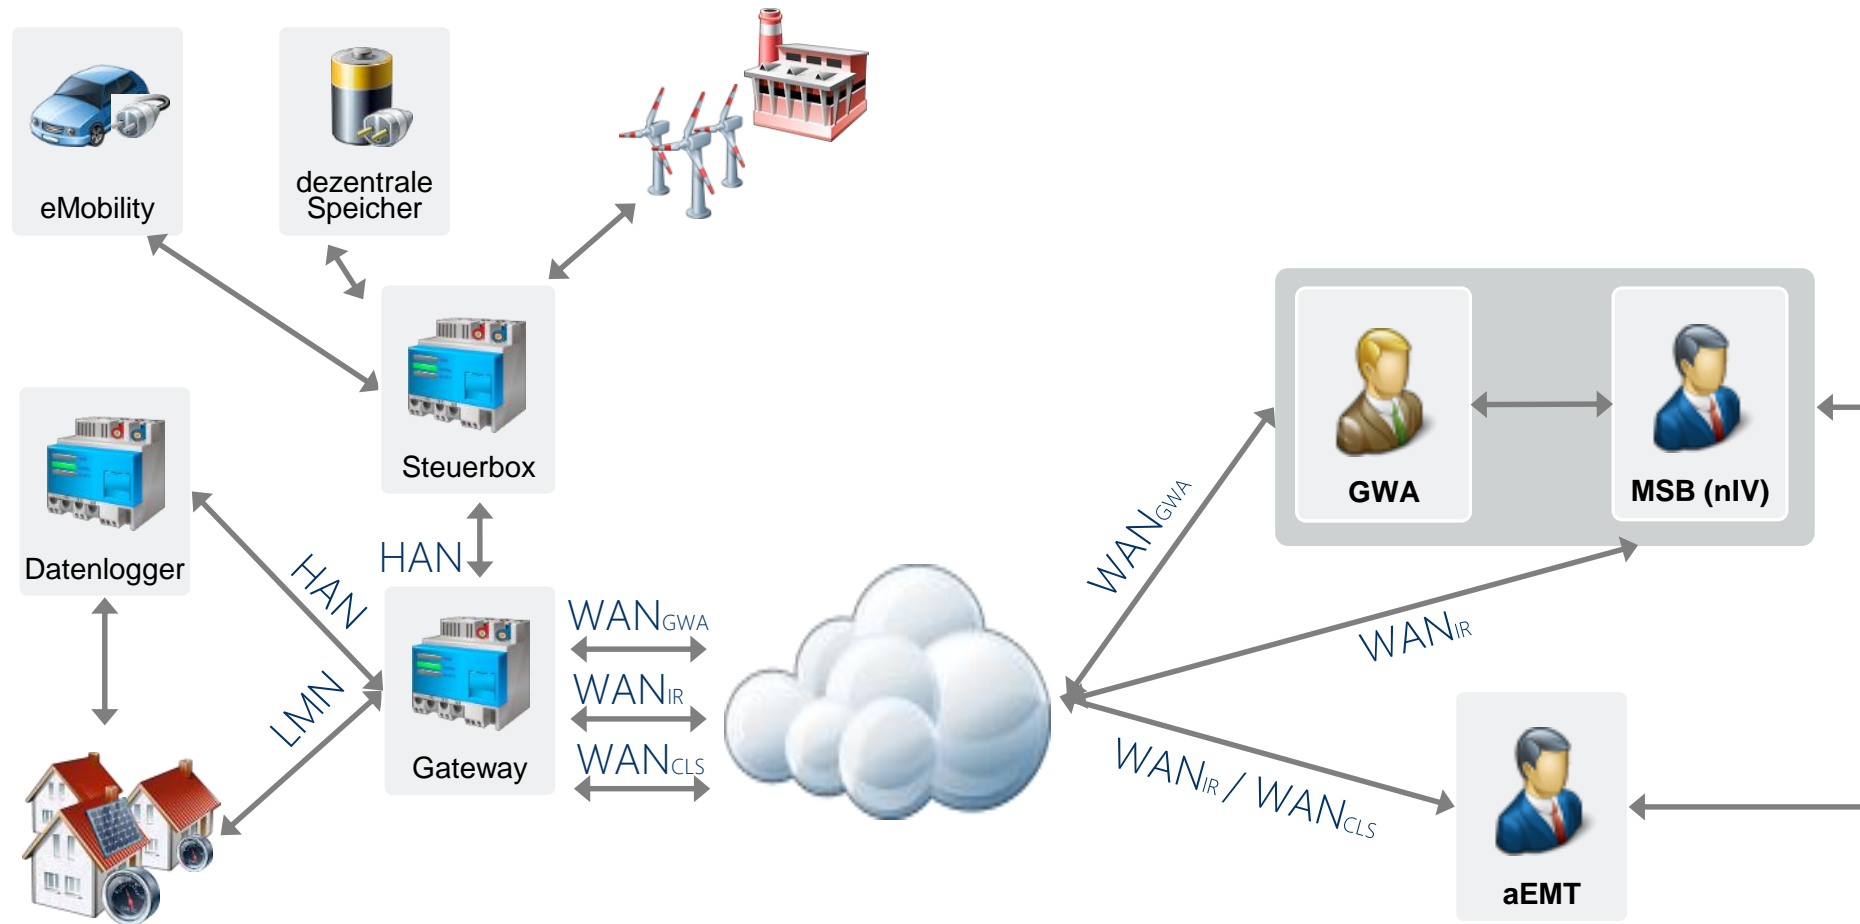 eMobility
dezentrale
Speicher
Steuerbox
Datenlogger
HAN
HAN
LMN
Gateway
WANGWA
WANIR
WANCLS
WANGWA
WANIR
WANIR / WANCLS
GWA
MSB (nIV)
aEMT